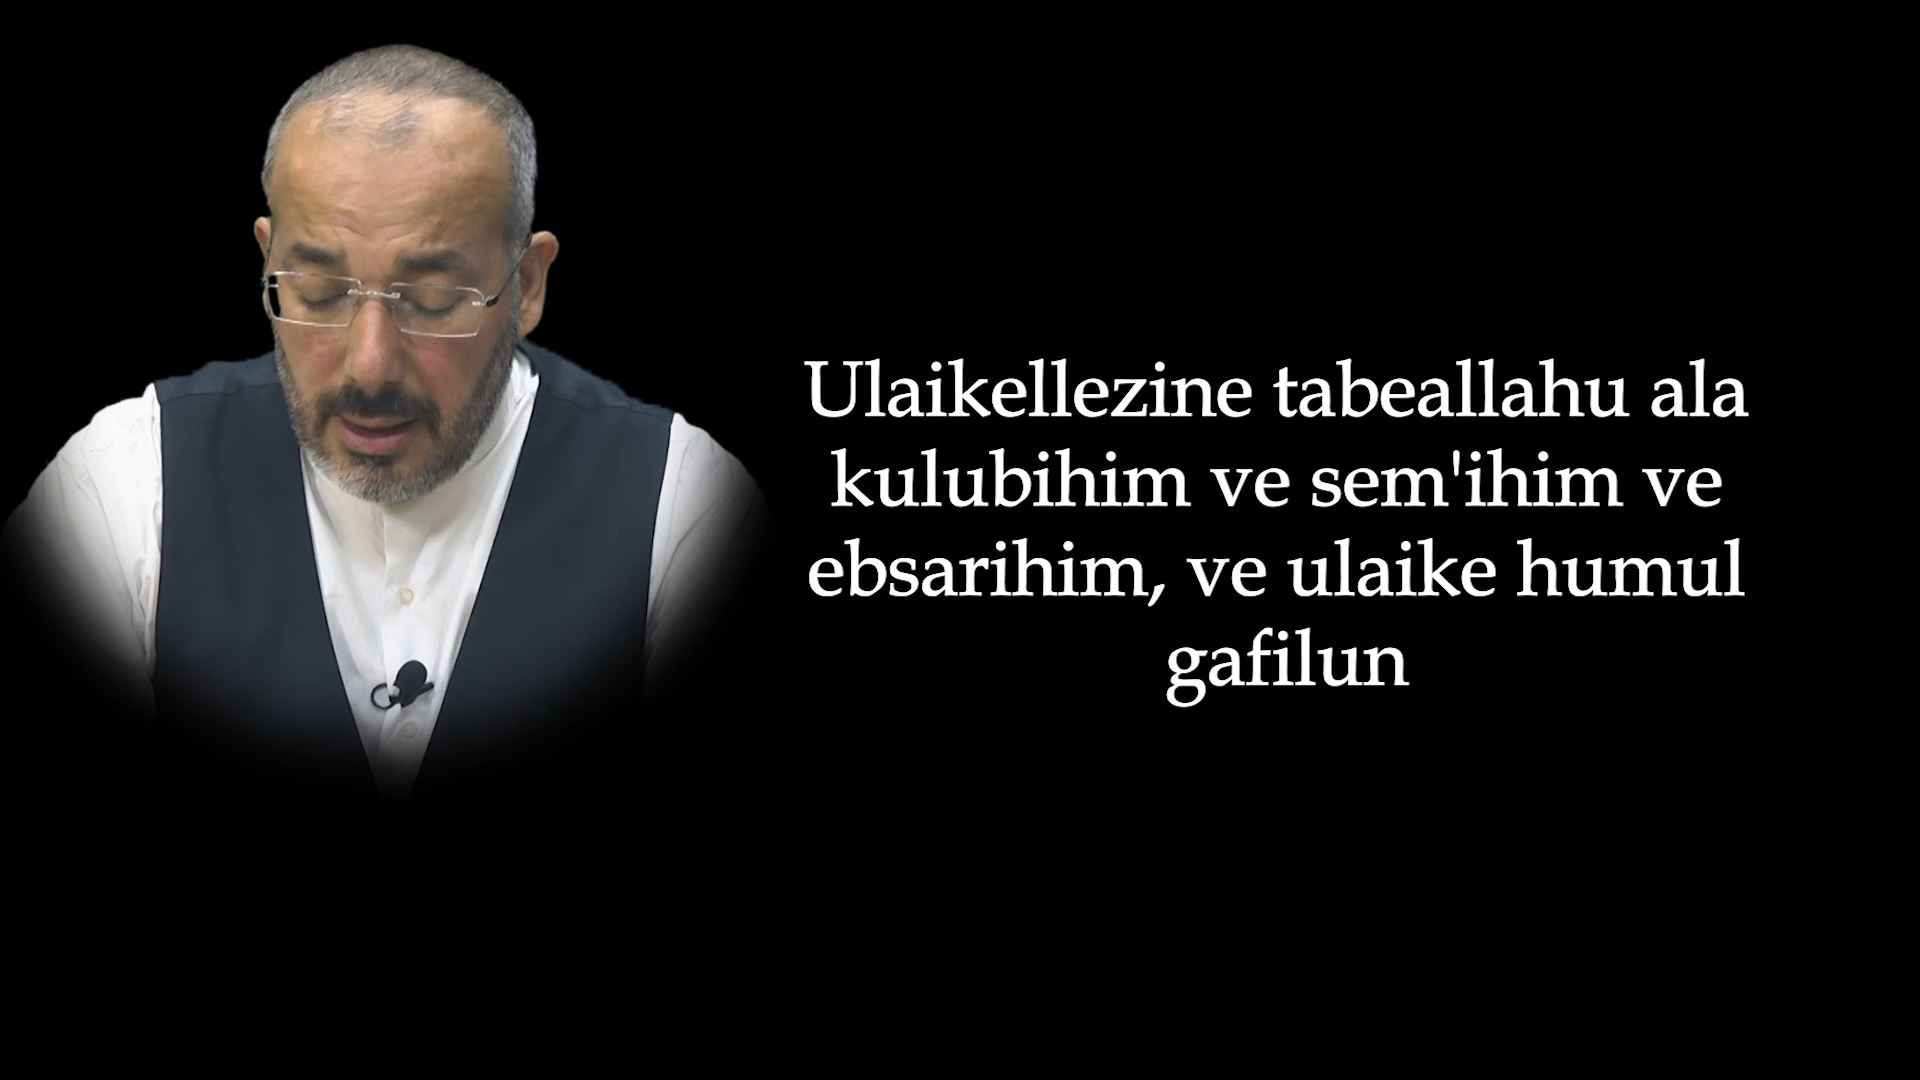 Ulaikellezine tabeallahu ala
kulubihim ve sem'ihim ve
ebsarihim, ve ulaike humul
gafilun